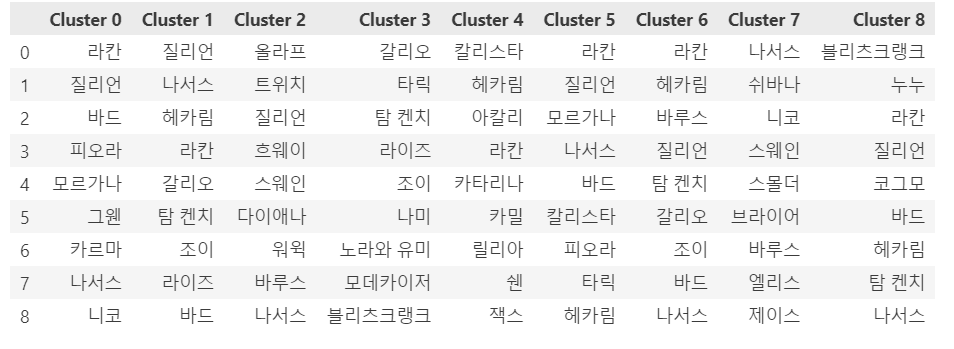 Cluster 0 Cluster 1 Cluster 2 Cluster 3 Cluster 4 Cluster 5 Cluster 6 Cluster 7 Cluster 8
0 라칸 질리언 올라프 갈리오 칼리스타 라칸 라칸 나서스 블리츠크랭크
1 질리언 나서스 트위치 타릭 헤카림 질리언 헤카림 쉬바나 누누
2 바드 헤카림 질리언 탐 켄치 아칼리 모르가나 바루스 니코 라칸
3 피오라 라칸 흐웨이 라이즈 라칸 나서스 질리언 스웨인 질리언
4 모르가나 갈리오 스웨인 조이 카타리나 바드 탐 켄치 스몰더 코그모
5 그웬 탐 켄치 다이애나 나미 카밀 칼리스타 갈리오 브라이어 바드
6 카르마 조이 워윅 노라와 유미 릴리아 피오라 조이 바루스 헤카림
7 나서스 라이즈 바루스 모데카이저 쉔 타릭 바드 엘리스 탐 켄치
8 니코 바드 나서스 블리츠크랭크 잭스 헤카림 나서스 제이스 나서스